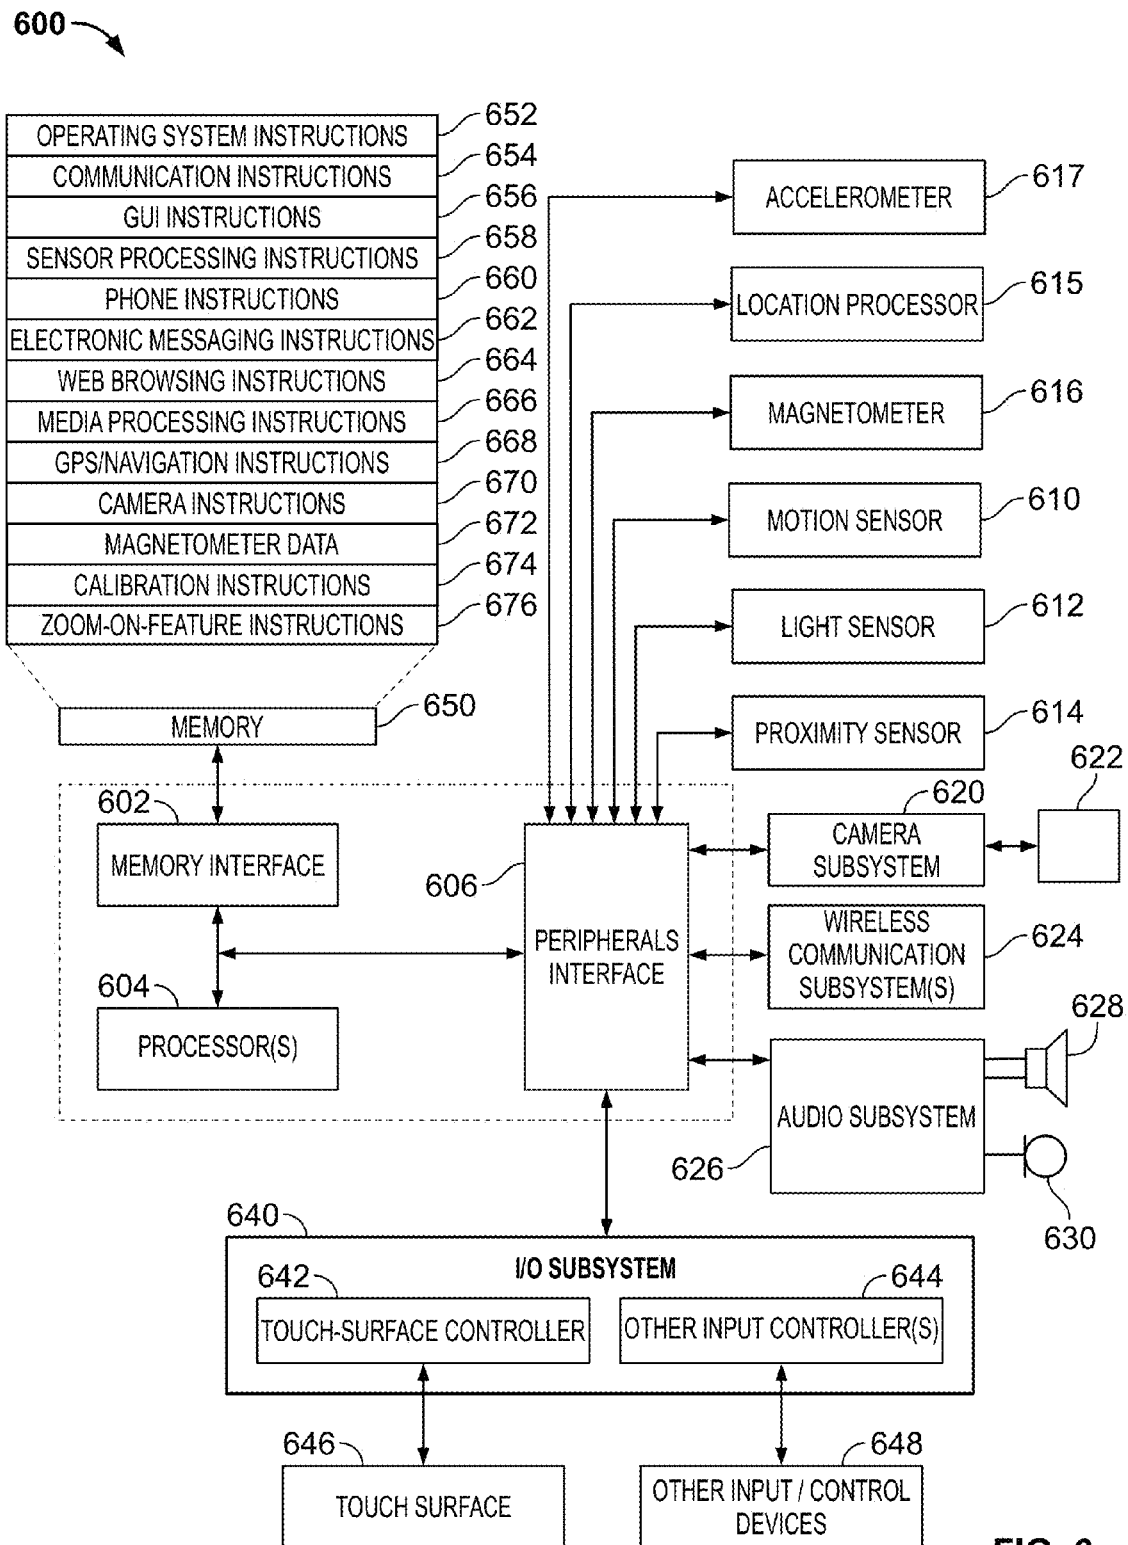 600
652
OPERATING SYSTEM INSTRUCTIONS
654
COMMUNICATION INSTRUCTIONS
656
GUI INSTRUCTIONS
658
SENSOR PROCESSING INSTRUCTIONS
660
PHONE INSTRUCTIONS
662
ELECTRONIC MESSAGING INSTRUCTIONS
664
WEB BROWSING INSTRUCTIONS
666
MEDIA PROCESSING INSTRUCTIONS
668
GPS/NAVIGATION INSTRUCTIONS
670
CAMERA INSTRUCTIONS
672
MAGNETOMETER DATA
674
CALIBRATION INSTRUCTIONS
676
ZOOM-ON-FEATURE INSTRUCTIONS
650
MEMORY
617
ACCELEROMETER
615
LOCATION PROCESSOR
616
MAGNETOMETER
610
MOTION SENSOR
612
LIGHT SENSOR
614
PROXIMITY SENSOR
602
MEMORY INTERFACE
604
PROCESSOR(S)
606
PERIPHERALS
INTERFACE
620
622
CAMERA
SUBSYSTEM
624
WIRELESS
COMMUNICATION
SUBSYSTEM(S)
628
AUDIO SUBSYSTEM
626
630
640
I/O SUBSYSTEM
642
TOUCH-SURFACE CONTROLLER
644
OTHER INPUT CONTROLLER(S)
646
TOUCH SURFACE
648
OTHER INPUT / CONTROL
DEVICES
FIG. 6